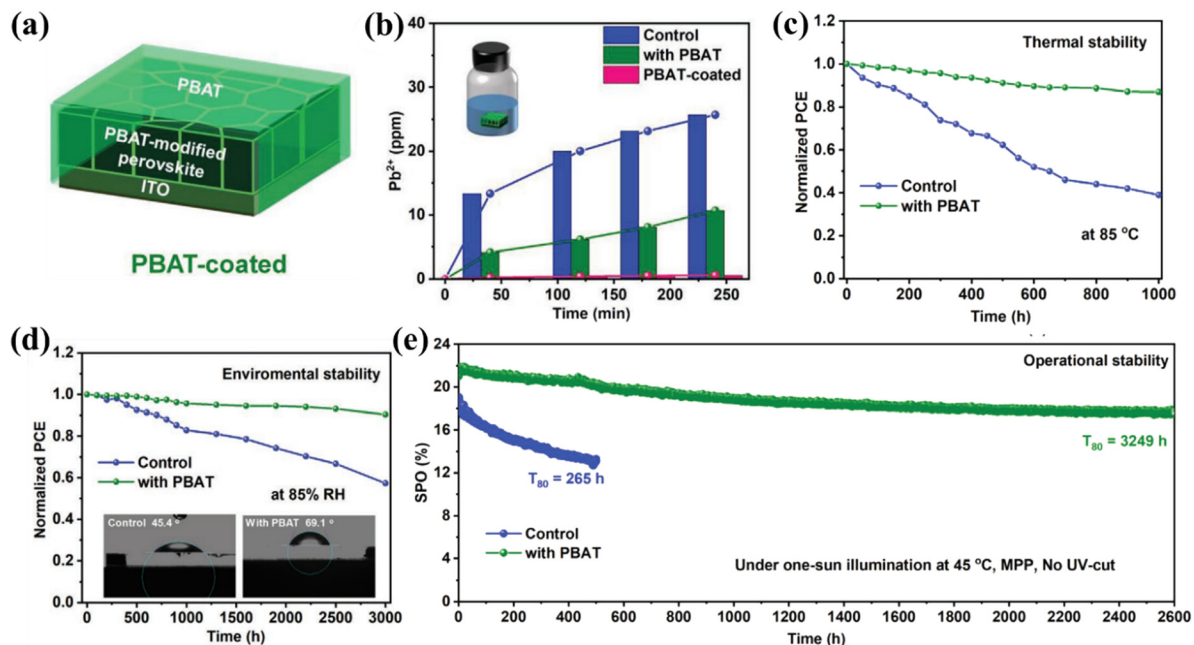 (a)
PBAT
PBAT-modified
perovskite
ITO
PBAT-coated
(b)
40
30
20
10
0
Pb2+ (ppm)
Control
with PBAT
PBAT-coated
0 50 100 150 200 250
Time (min)
(c)
1.2
1.0
0.8
0.6
0.4
0.2
0.0
Normalized PCE
Thermal stability
Control
with PBAT
at 85 °C
0 200 400 600 800 1000
Time (h)
(d)
1.2
1.0
0.8
0.6
0.4
0.2
0.0
Normalized PCE
Enviromental stability
Control
with PBAT
at 85% RH
Control 45.4 °
With PBAT 69.1 °
0 500 1000 1500 2000 2500 3000
Time (h)
(e)
24
20
16
12
8
4
0
SPO (%)
Operational stability
T80 = 3249 h
T80 = 265 h
Control
with PBAT
Under one-sun illumination at 45 °C, MPP, No UV-cut
0 200 400 600 800 1000 1200 1400 1600 1800 2000 2200 2400 2600
Time (h)